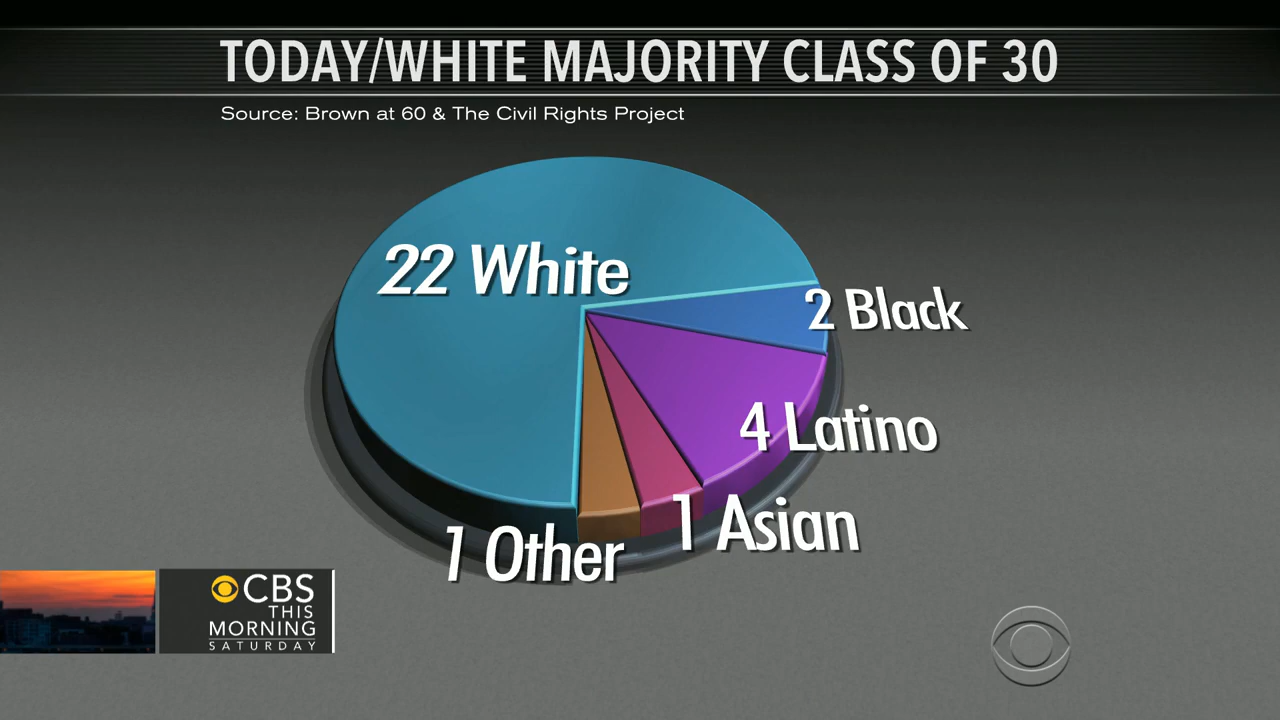 TODAY/WHITE MAJORITY CLASS OF 30
Source: Brown at 60 & The Civil Rights Project
22 White
2 Black
4 Latino
1 Asian
1 Other
CBS
THIS
MORNING
SATURDAY